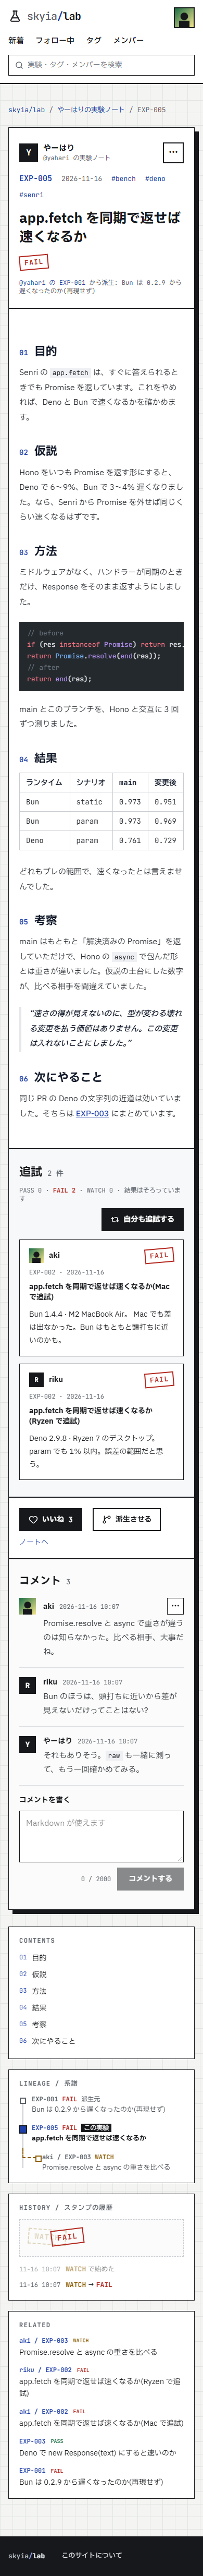 skyia/lab
新着 フォロー中 タグ メンバー
実験・タグ・メンバーを検索
skyia/lab / やーはりの実験ノート / EXP-005
Y
やーはり
@yahari の実験ノート
EXP-005 2026-11-16 #bench #deno
#senri
app.fetch を同期で返せば
速くなるか
FAIL
@yahari の EXP-001 から派生: Bun は 0.2.9 から
遅くなったのか(再現せず)
01 目的
Senri の app.fetch は、すぐに答えられると
きでも Promise を返しています。これをやめ
れば、Deno と Bun で速くなるかを確かめま
す。
02 仮説
Hono をいつも Promise を返す形にすると、
Deno で 6〜9%、Bun で 3〜4% 遅くなりまし
た。なら、Senri から Promise を外せば同じく
らい速くなるはずです。
03 方法
ミドルウェアがなく、ハンドラーが同期のとき
だけ、Response をそのまま返すようにしまし
た。
// before
if (res instanceof Promise) return res.
return Promise.resolve(end(res));
// after
return end(res);
main とこのブランチを、Hono と交互に 3 回
ずつ測りました。
04 結果
ランタイム シナリオ main 変更後
Bun static 0.973 0.951
Bun param 0.973 0.969
Deno param 0.761 0.729
どれもブレの範囲で、速くなったとは言えませ
んでした。
05 考察
main はもともと「解決済みの Promise」を返
していただけで、Hono の async で包んだ形
とは重さが違いました。仮説の土台にした数字
が、比べる相手を間違えていました。
“速さの得が見えないのに、型が変わる壊れ
る変更を払う価値はありません。この変更
は入れないことにしました。”
06 次にやること
同じ PR の Deno の文字列の近道は効いていま
した。そちらは EXP-003 にまとめています。
追試 2 件
PASS 0 · FAIL 2 · WATCH 0 · 結果はそろっていま
す
自分も追試する
aki
FAIL
EXP-002 · 2026-11-16
app.fetch を同期で返せば速くなるか(Mac
で追試)
Bun 1.4.4 · M2 MacBook Air。 Mac でも差
は出なかった。Bun はもともと頭打ちに近
いのかも。
R
riku
FAIL
EXP-002 · 2026-11-16
app.fetch を同期で返せば速くなるか
(Ryzen で追試)
Deno 2.9.8 · Ryzen 7 のデスクトップ。
param でも 1% 以内。誤差の範囲だと思
う。
いいね 3
派生させる
ノートへ
コメント 3
aki 2026-11-16 18:07
Promise.resolve と async で重さが違う
のは知らなかった。比べる相手、大事だ
ね。
R
riku 2026-11-16 18:07
Bun のほうは、頭打ちに近いから差が
見えないだけってことはない?
Y
やーはり 2026-11-16 18:07
それもありそう。 raw も一緒に測っ
て、もう一回確かめてみる。
コメントを書く
Markdown が使えます
0 / 2000
コメントする
CONTENTS
01 目的
02 仮説
03 方法
04 結果
05 考察
06 次にやること
LINEAGE / 系譜
EXP-001 FAIL 派生元
Bun は 0.2.9 から遅くなったのか(再現せず)
EXP-005 FAIL この実験
app.fetch を同期で返せば速くなるか
aki / EXP-003 WATCH
Promise.resolve と async の重さを比べる
HISTORY / スタンプの履歴
FAIL
11-16 18:07 WATCH で始めた
11-16 18:07 WATCH → FAIL
RELATED
aki / EXP-003 WATCH
Promise.resolve と async の重さを比べる
riku / EXP-002 FAIL
app.fetch を同期で返せば速くなるか(Ryzen で追
試)
aki / EXP-002 FAIL
app.fetch を同期で返せば速くなるか(Mac で追試)
EXP-003 PASS
Deno で new Response(text) にすると速いのか
EXP-001 FAIL
Bun は 0.2.9 から遅くなったのか(再現せず)
skyia/lab このサイトについて